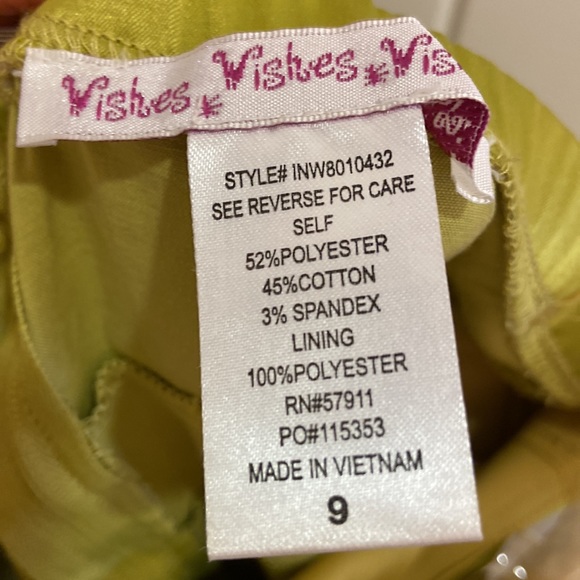 Wishes Wishes Wis
STYLE# INW8010432
SEE REVERSE FOR CARE
SELF
52%POLYESTER
45%COTTON
3% SPANDEX
LINING
100%POLYESTER
RN#57911
PO#115353
MADE IN VIETNAM
9